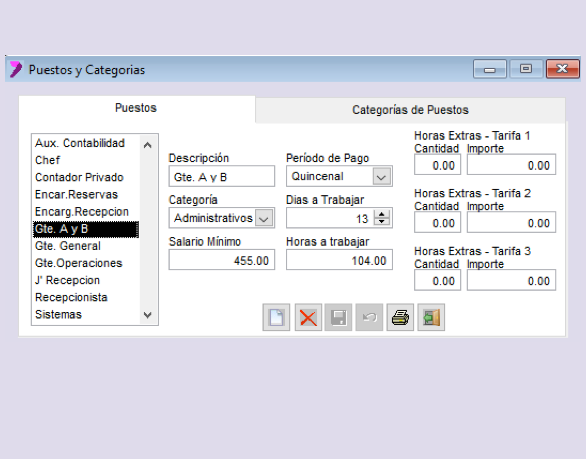 Puestos y Categorias
Puestos
Categorías de Puestos
Aux. Contabilidad
Chef
Contador Privado
Encar.Reservas
Encarg.Recepcion
Gte. A y B
Gte. General
Gte.Operaciones
J' Recepcion
Recepcionista
Sistemas
Descripción
Gte. A y B
Categoría
Administrativos
Salario Mínimo
455.00
Período de Pago
Quincenal
Dias a Trabajar
13
Horas a trabajar
104.00
Horas Extras - Tarifa 1
Cantidad Importe
0.00 0.00
Horas Extras - Tarifa 2
Cantidad Importe
0.00 0.00
Horas Extras - Tarifa 3
Cantidad Importe
0.00 0.00